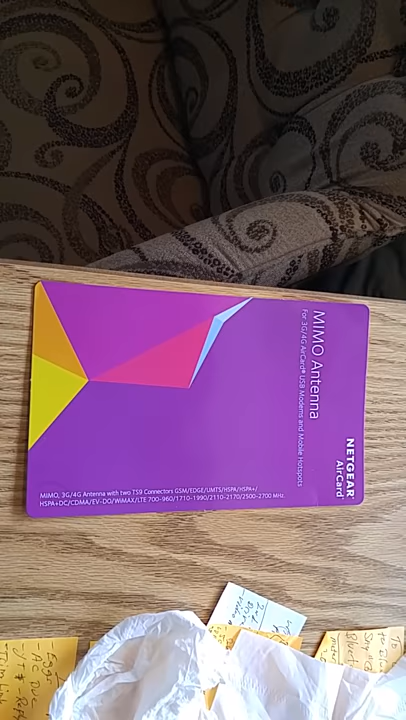 NETGEAR®
AirCard®
MIMO Antenna
For 3G/4G AirCard® USB Modems and Mobile Hotspots
MIMO, 3G/4G Antenna with two TS9 Connectors GSM/EDGE/UMTS/HSPA/HSPA+/
HSPA+DC/CDMA/EV-DO/WiMAX/LTE 700-960/1710-1990/2110-2170/2500-2700 MHz